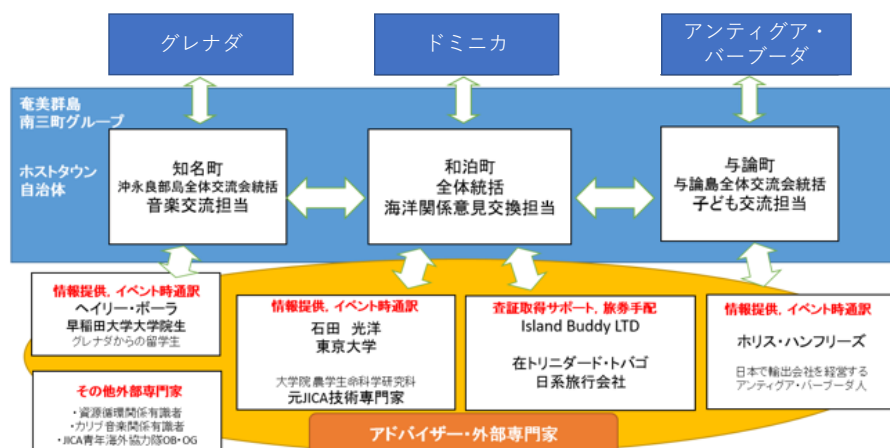 グレナダ
ドミニカ
アンティグア・
バーブーダ
奄美群島
南三町グループ
ホストタウン
自治体
知名町
沖永良部島全体交流会統括
音楽交流担当
和泊町
全体統括
海洋関係意見交換担当
与論町
与論島全体交流会統括
子ども交流担当
情報提供，イベント時通訳
ヘイリー・ポーラ
早稲田大学大学院生
グレナダからの留学生
その他外部専門家
・資源循環関係有識者
・カリブ音楽関係有識者
・JICA青年海外協力隊OB・OG
情報提供，イベント時通訳
石田　光洋
東京大学
大学院 農学生命科学研究科
元JICA技術専門家
査証取得サポート，旅券手配
Island Buddy LTD
在トリニダード・トバゴ
日系旅行会社
情報提供，イベント時通訳
ホリス・ハンフリーズ
日本で輸出会社を経営する
アンティグア・バーブーダ人
アドバイザー・外部専門家